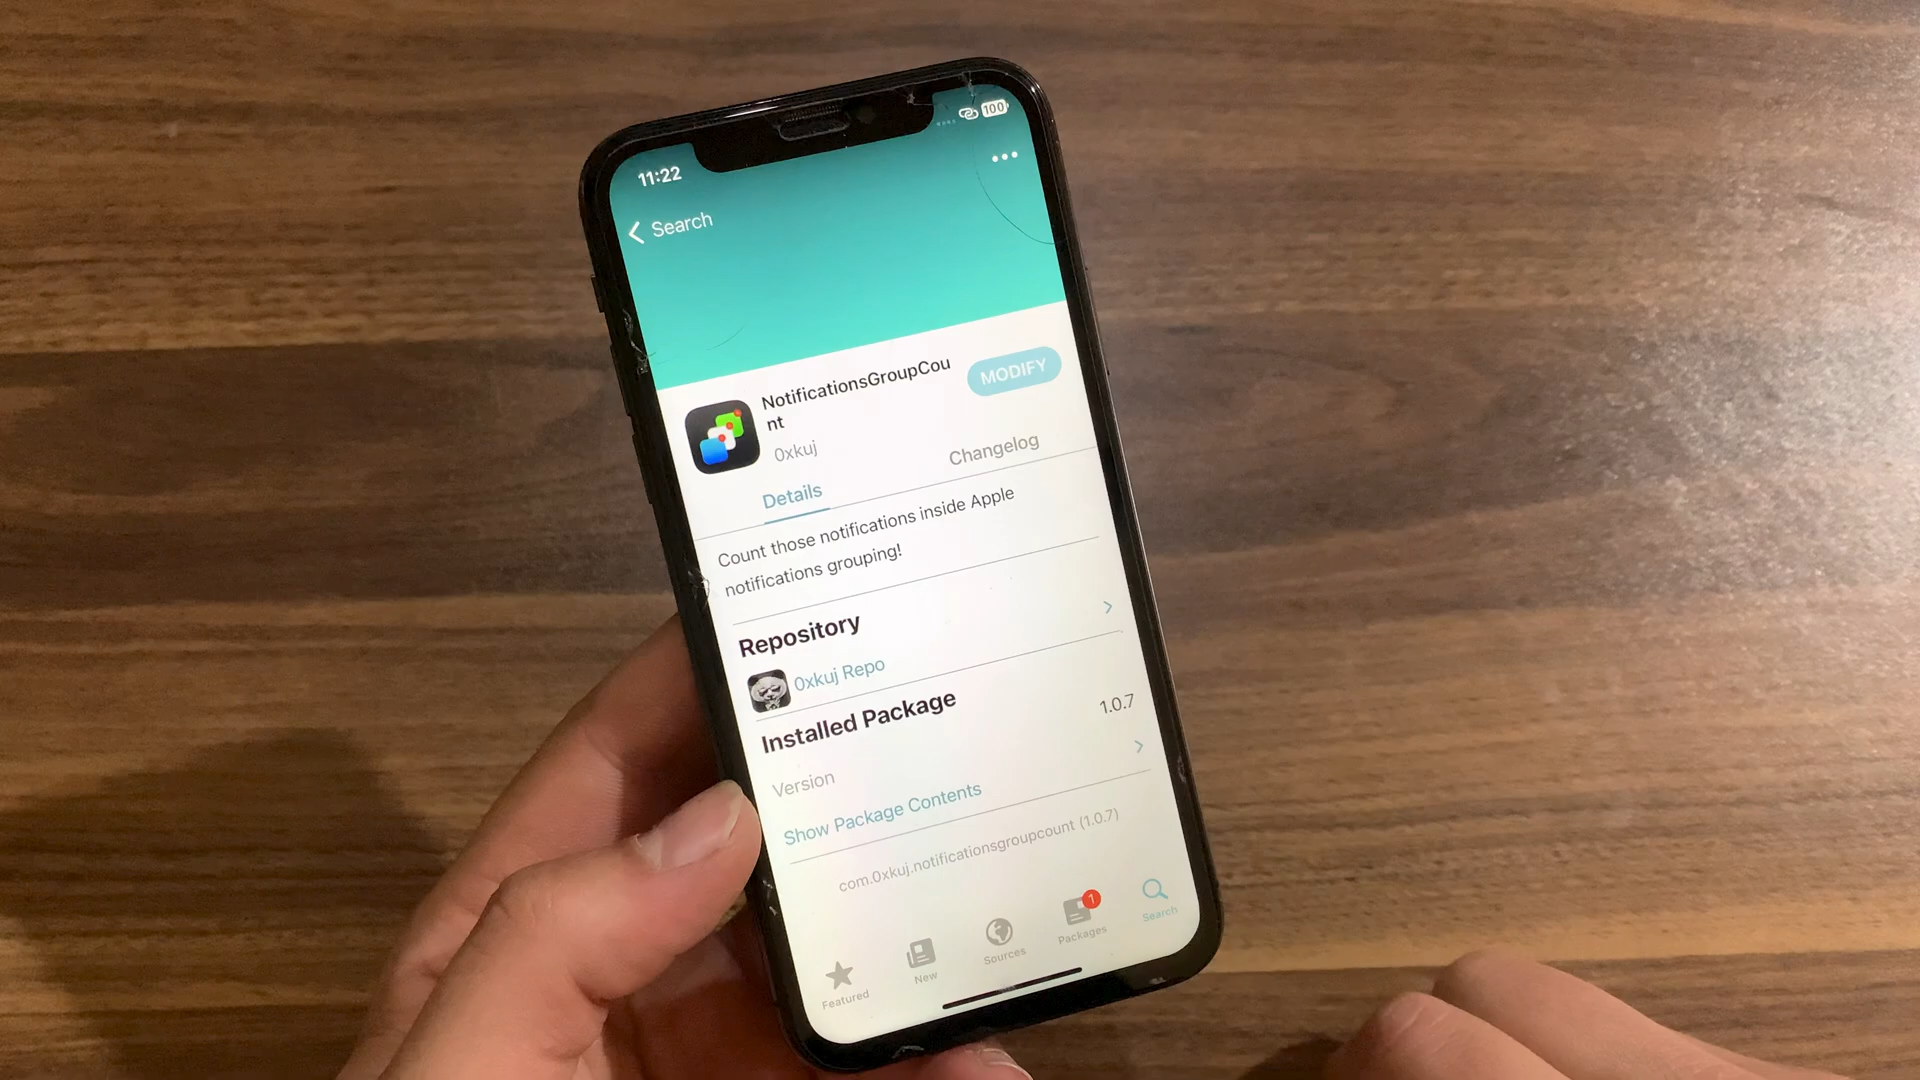 11:22
100
Search
NotificationsGroupCou
nt
MODIFY
0xkuj
Details
Changelog
Count those notifications inside Apple
notifications grouping!
Repository
0xkuj Repo
Installed Package
Version
1.0.7
Show Package Contents
com.0xkuj.notificationsgroupcount (1.0.7)
Featured
New
Sources
1
Packages
Search